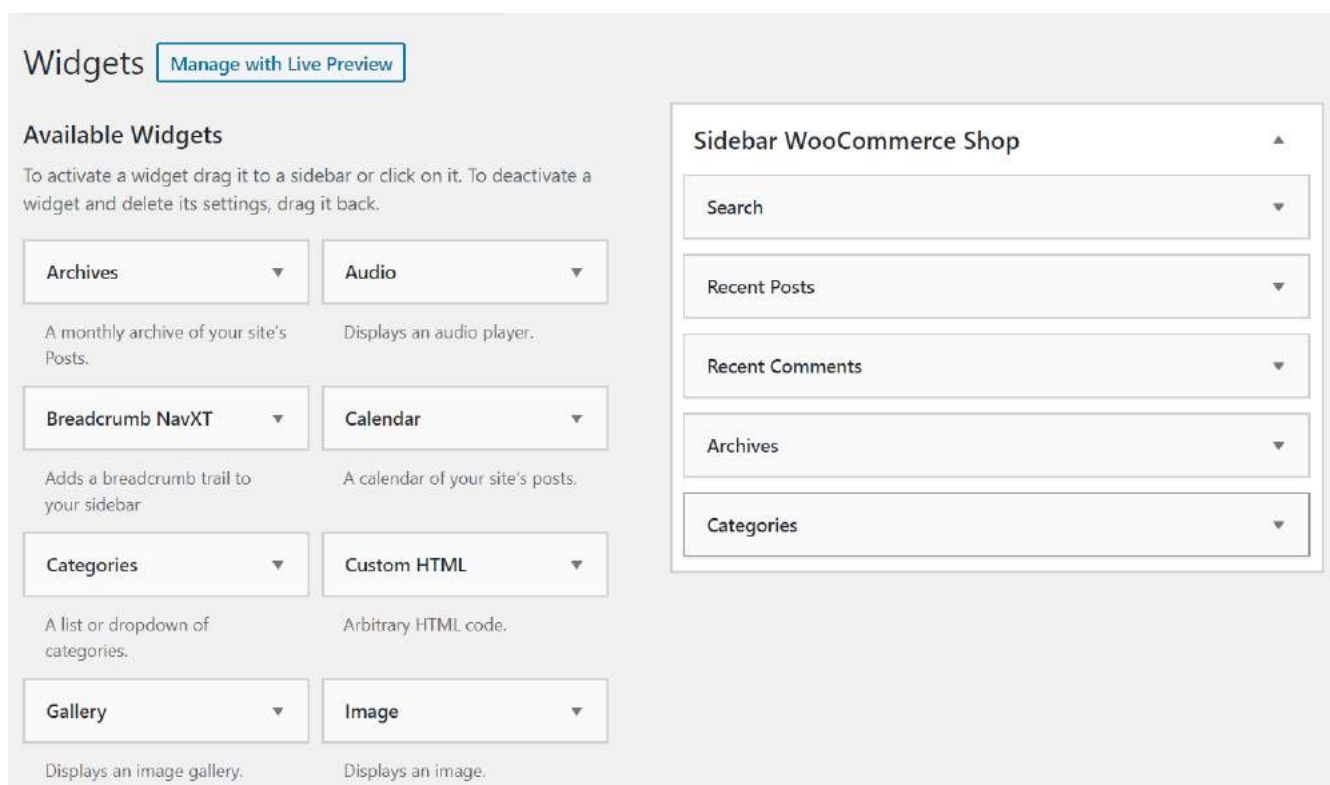 Widgets Manage with Live Preview
Available Widgets
To activate a widget drag it to a sidebar or click on it. To deactivate a
widget and delete its settings, drag it back.
Archives
Audio
A monthly archive of your site's
Posts.
Displays an audio player.
Breadcrumb NavXT
Calendar
Adds a breadcrumb trail to
your sidebar
A calendar of your site's posts.
Categories
Custom HTML
A list or dropdown of
categories.
Arbitrary HTML code.
Gallery
Image
Displays an image gallery.
Displays an image.
Sidebar WooCommerce Shop
Search
Recent Posts
Recent Comments
Archives
Categories